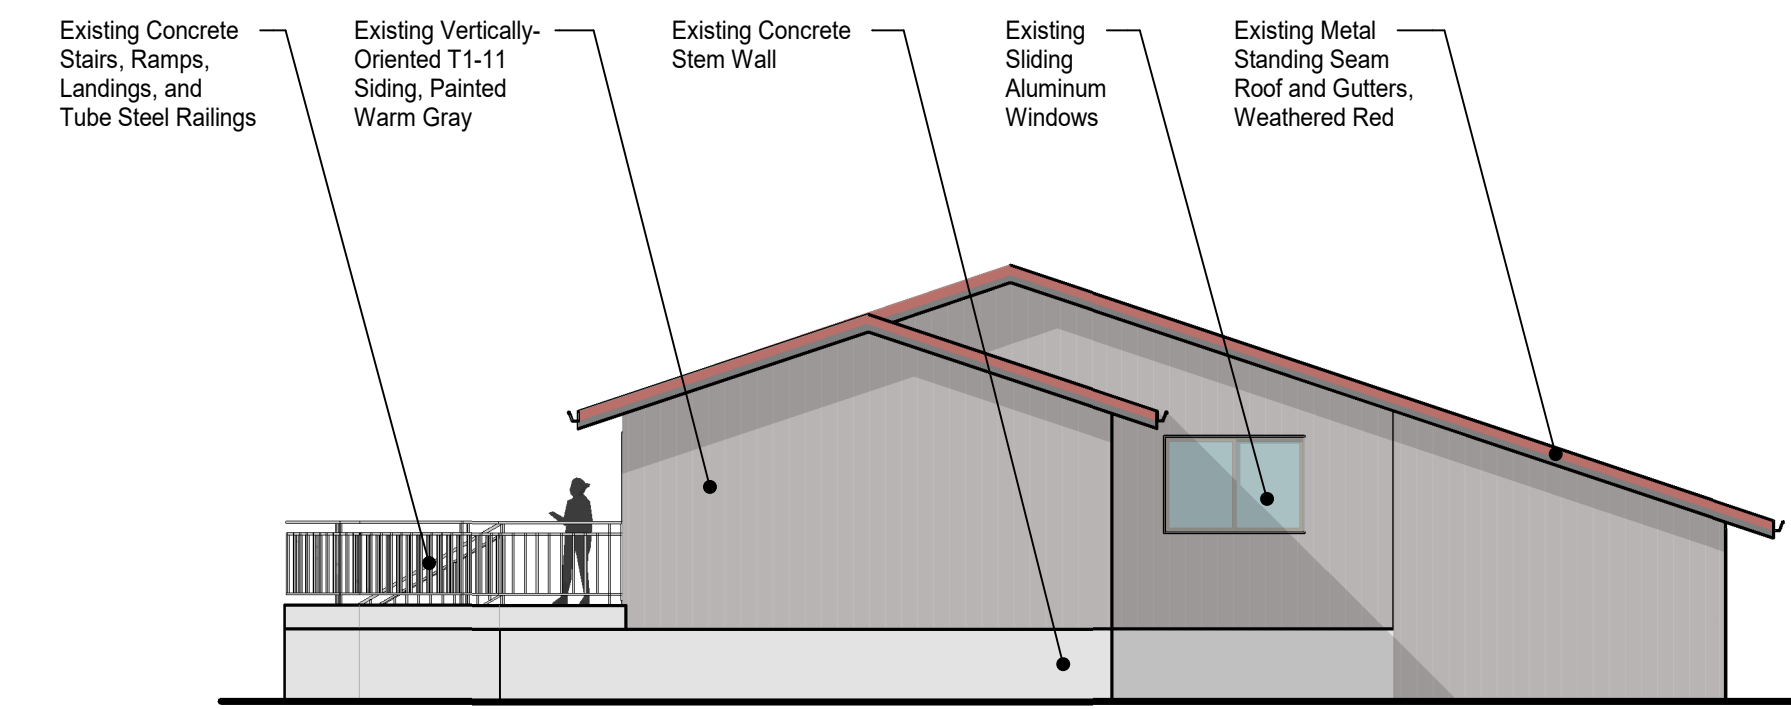 Existing Concrete
Stairs, Ramps,
Landings, and
Tube Steel Railings
Existing Vertically-
Oriented T1-11
Siding, Painted
Warm Gray
Existing Concrete
Stem Wall
Existing
Sliding
Aluminum
Windows
Existing Metal
Standing Seam
Roof and Gutters,
Weathered Red